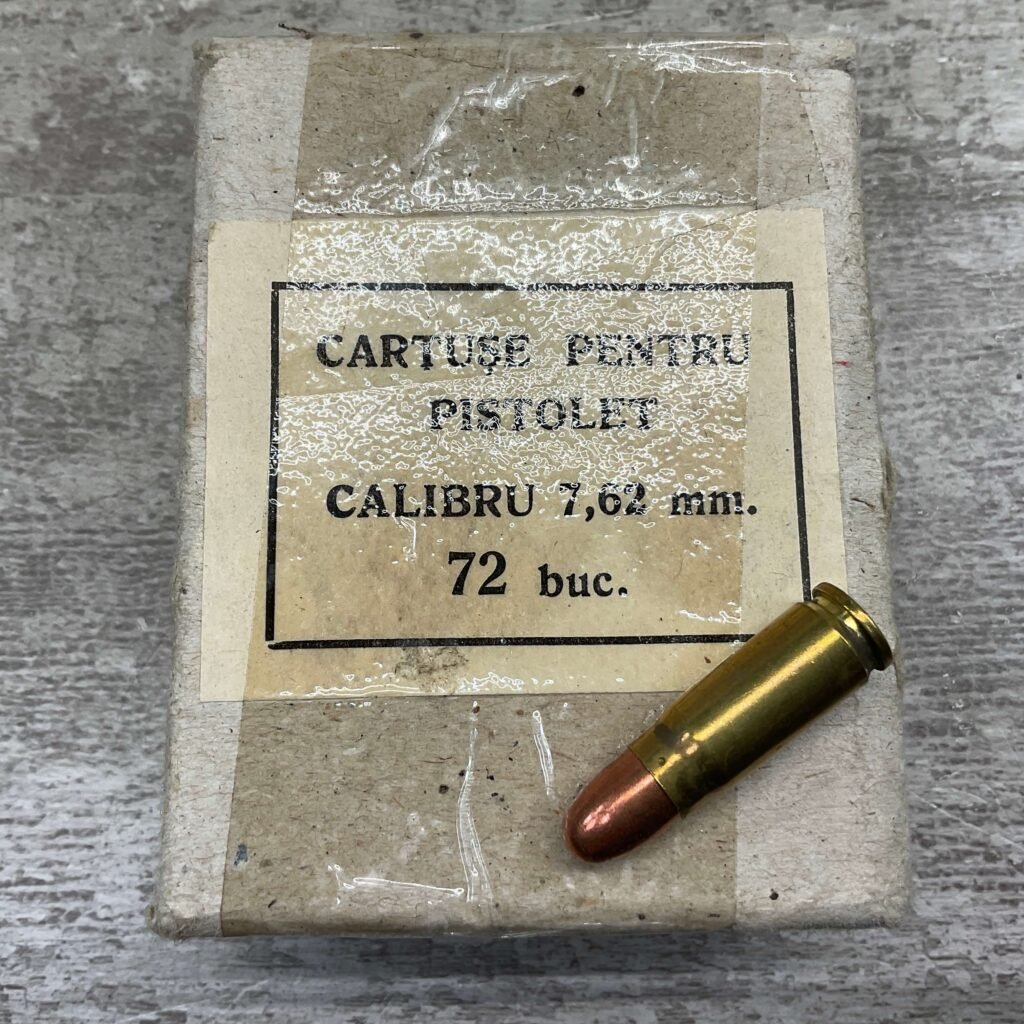 CARTUȘE PENTRU
PISTOLET
CALIBRU 7,62 mm.
72 buc.